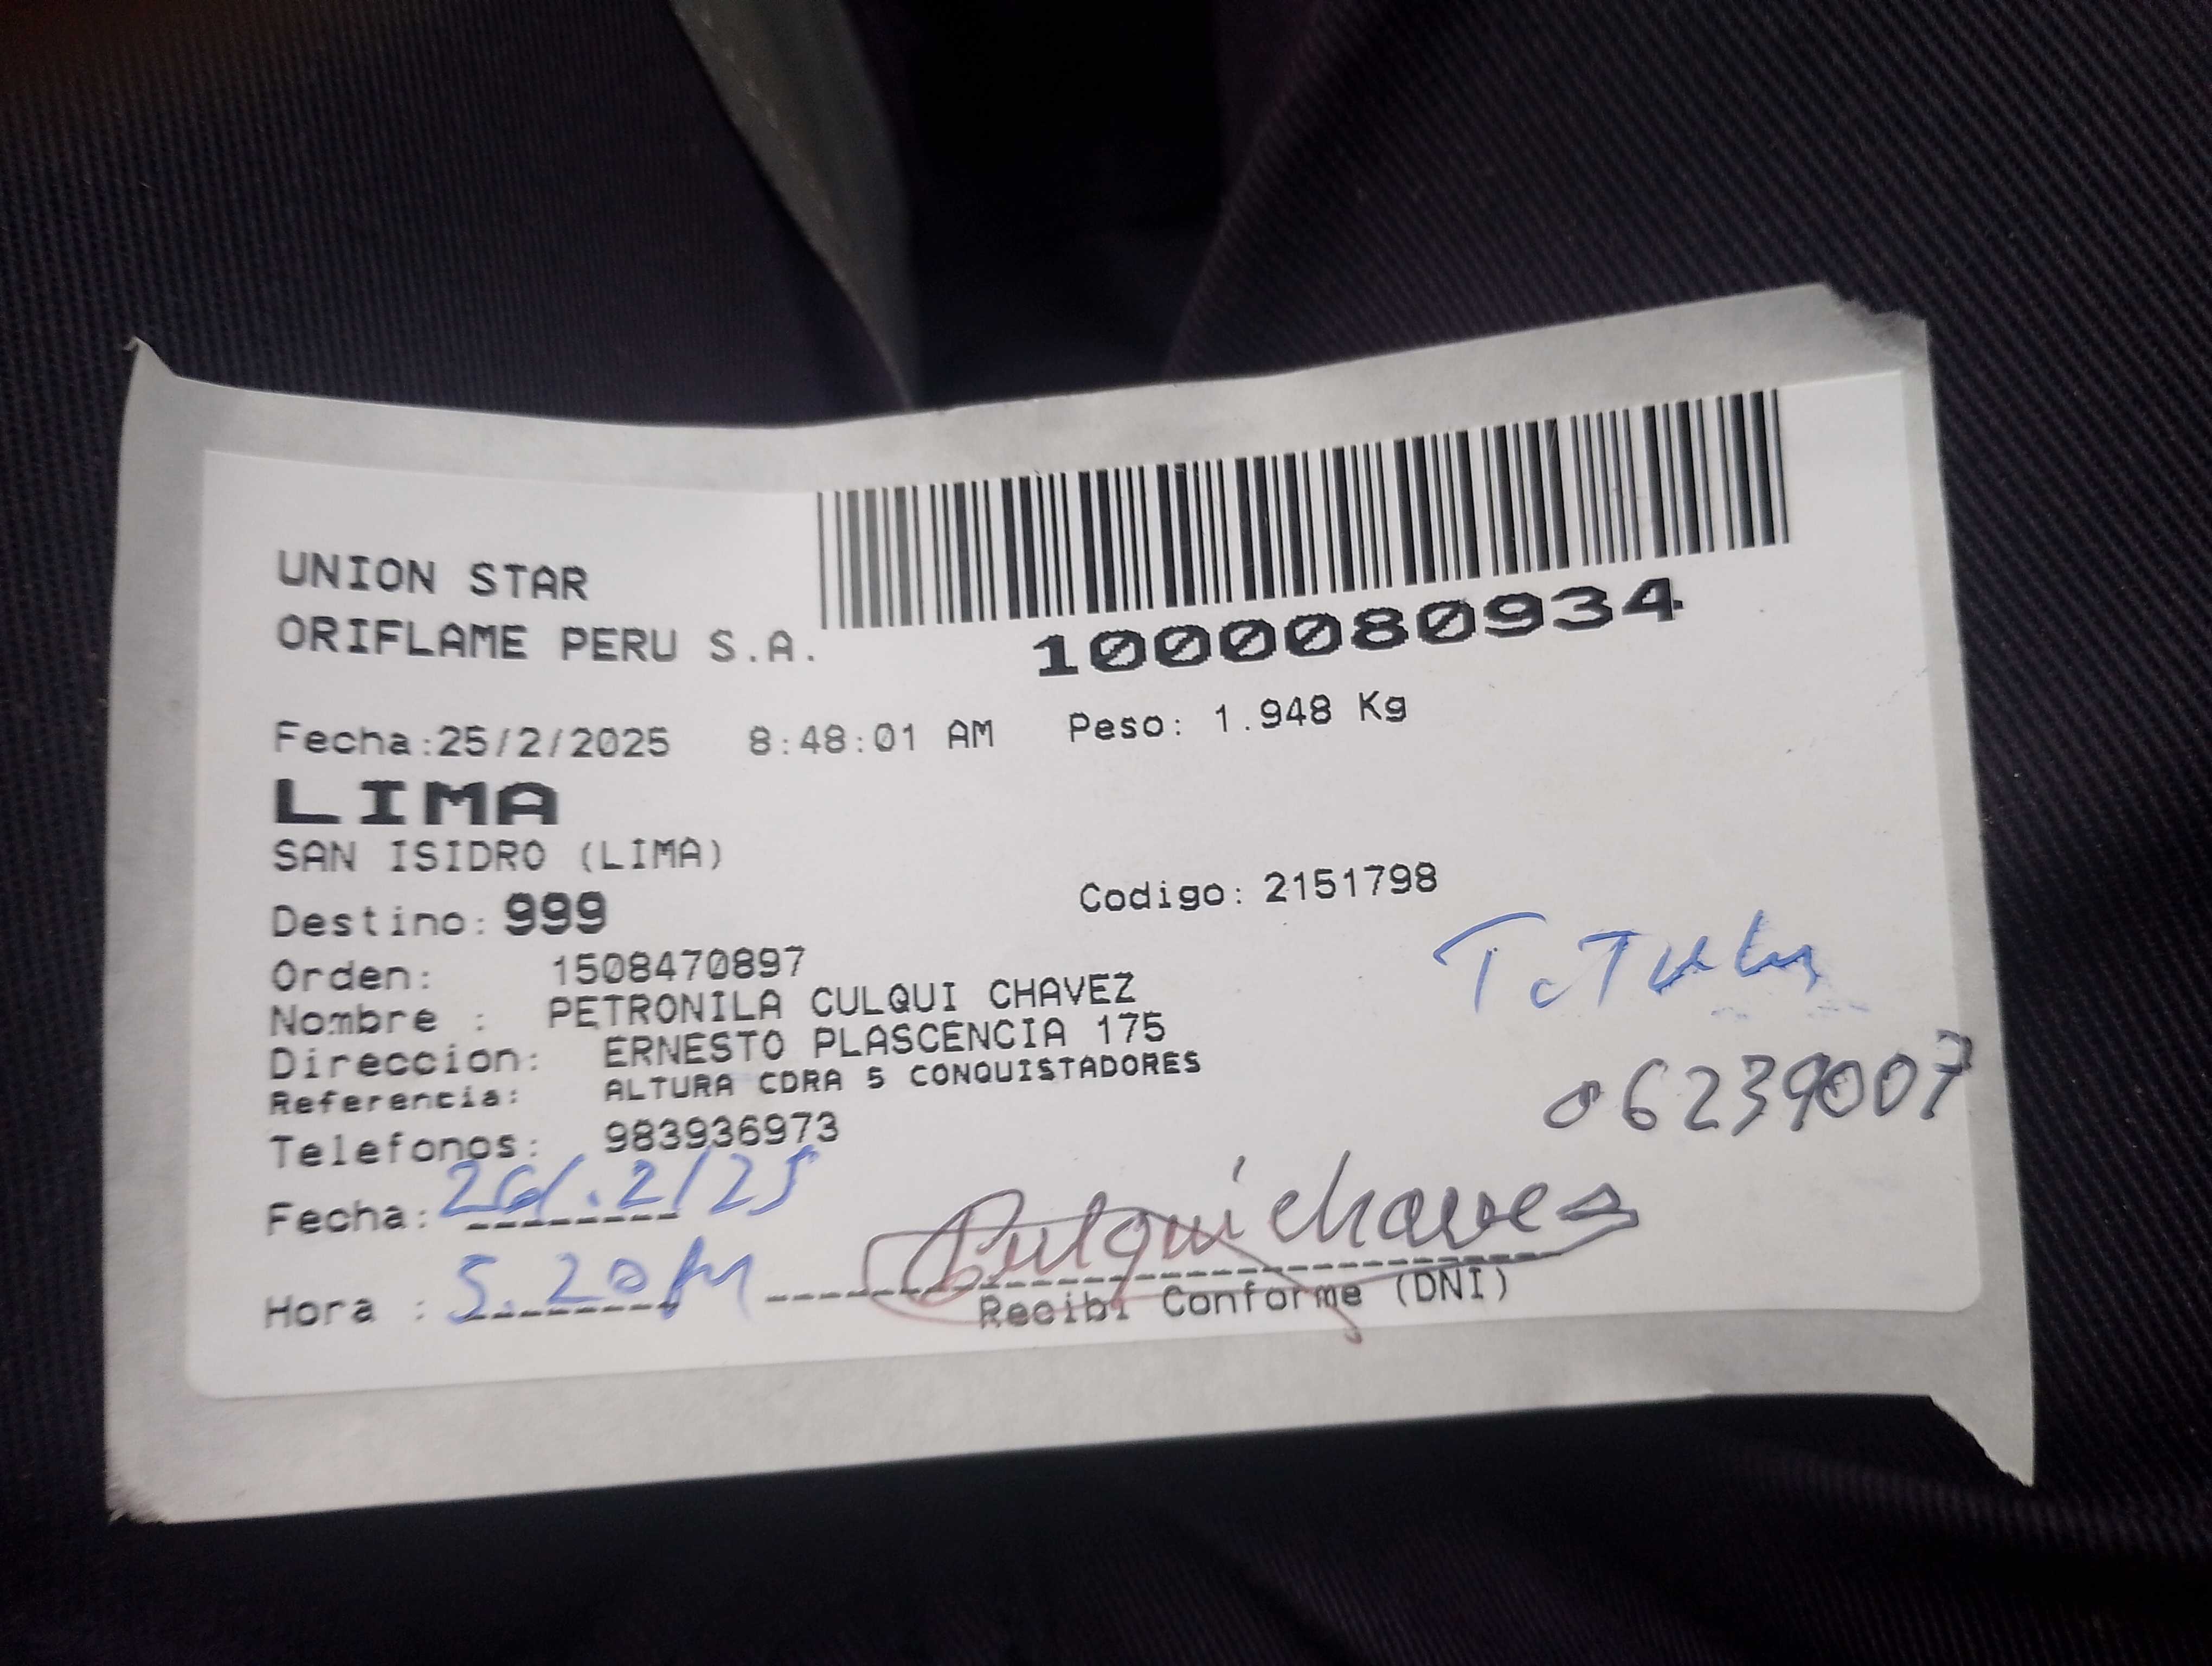 UNION STAR
ORIFLAME PERU S.A.
1000080934
Fecha:25/2/2025 8:48:01 AM Peso: 1.948 Kg
LIMA
SAN ISIDRO (LIMA)
Destino: 999 Codigo: 2151798
Orden: 1508470897
Nombre : PETRONILA CULQUI CHAVEZ
Direccion: ERNESTO PLASCENCIA 175
Referencia: ALTURA CDRA 5 CONQUISTADORES
06239007
Telefonos: 983936973
Fecha: 26/.2/25
Culquichavez
Hora : 5.20 PM
Recibi Conforme (DNI)